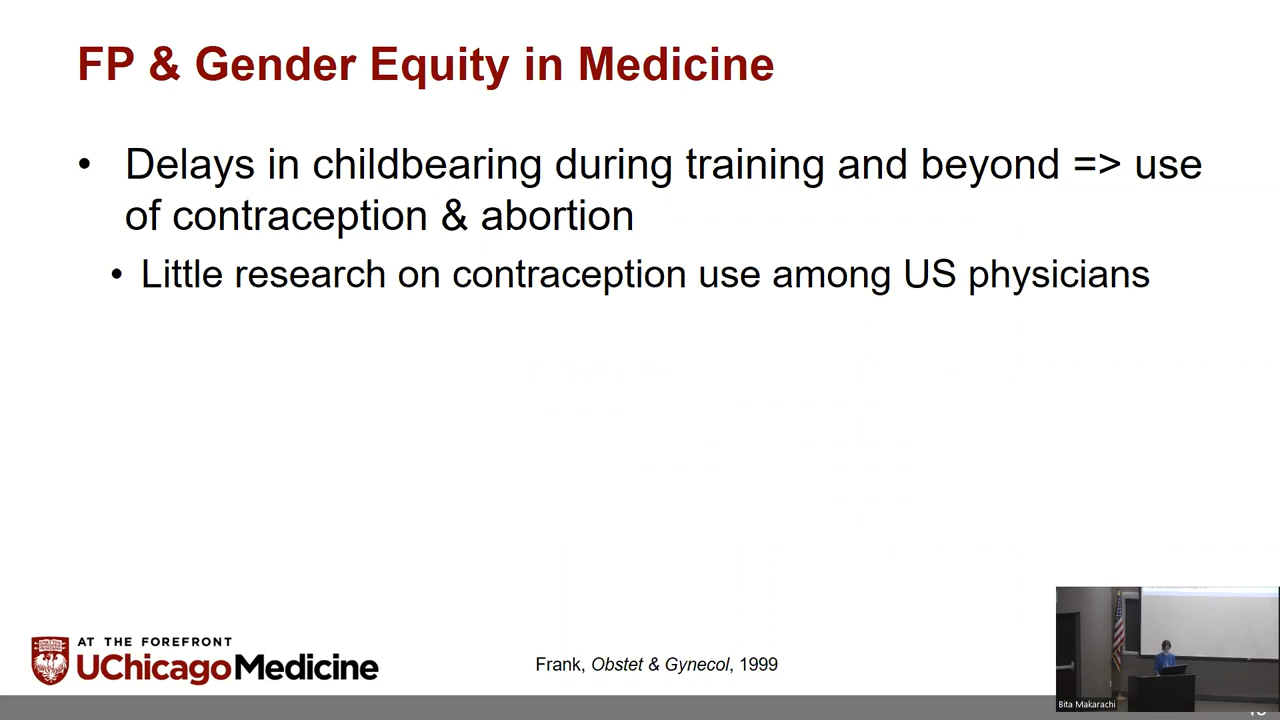 FP & Gender Equity in Medicine
• Delays in childbearing during training and beyond => use
of contraception & abortion
• Little research on contraception use among US physicians
AT THE FOREFRONT
UChicagoMedicine
Frank, Obstet & Gynecol, 1999
Bita Makarachi